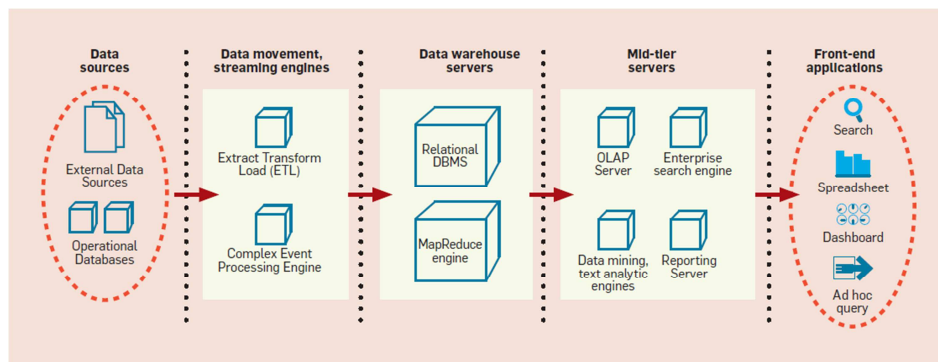 Data
sources
Data movement,
streaming engines
Data warehouse
servers
Mid-tier
servers
Front-end
applications
External Data
Sources
Operational
Databases
Extract Transform
Load (ETL)
Complex Event
Processing Engine
Relational
DBMS
MapReduce
engine
OLAP
Server
Enterprise
search engine
Data mining,
text analytic
engines
Reporting
Server
Search
Spreadsheet
Dashboard
Ad hoc
query